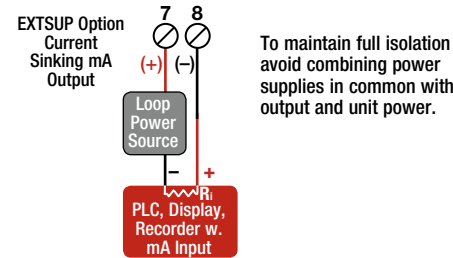 EXTSUP Option
Current
Sinking mA
Output
7 8
(+) (–)
Loop
Power
Source
– +
Ri
PLC, Display,
Recorder w.
mA Input
To maintain full isolation
avoid combining power
supplies in common with
output and unit power.